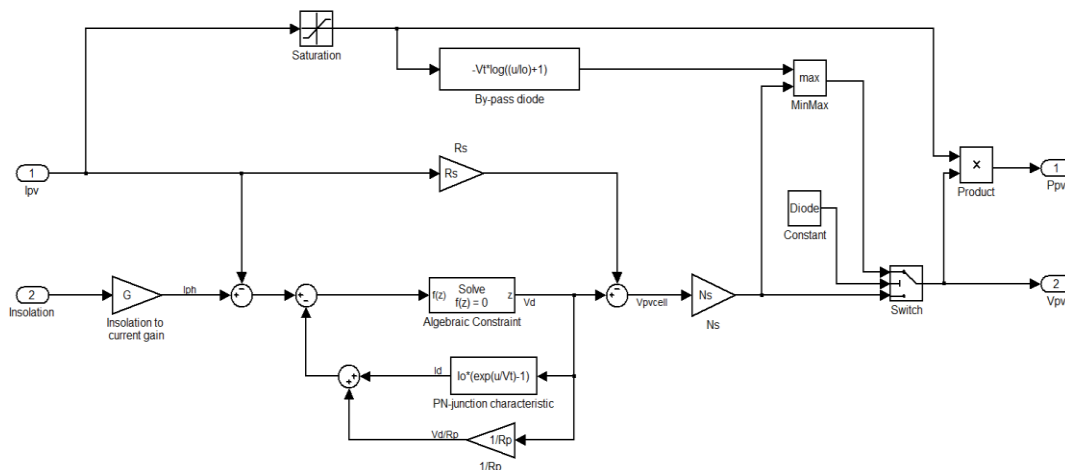 Saturation
-Vt*log((u/Io)+1)
By-pass diode
max
MinMax
Rs
Rs
1
Ipv
×
Product
1
Ppv
Diode
Constant
2
Insolation
G
Insolation to
current gain
Iph
f(z)
Solve
f(z) = 0
z
Algebraic Constraint
Vd
Vpvcell
Ns
Ns
Switch
2
Vpv
Id
Io*(exp(u/Vt)-1)
PN-junction characteristic
Vd/Rp
1/Rp
1/Rp